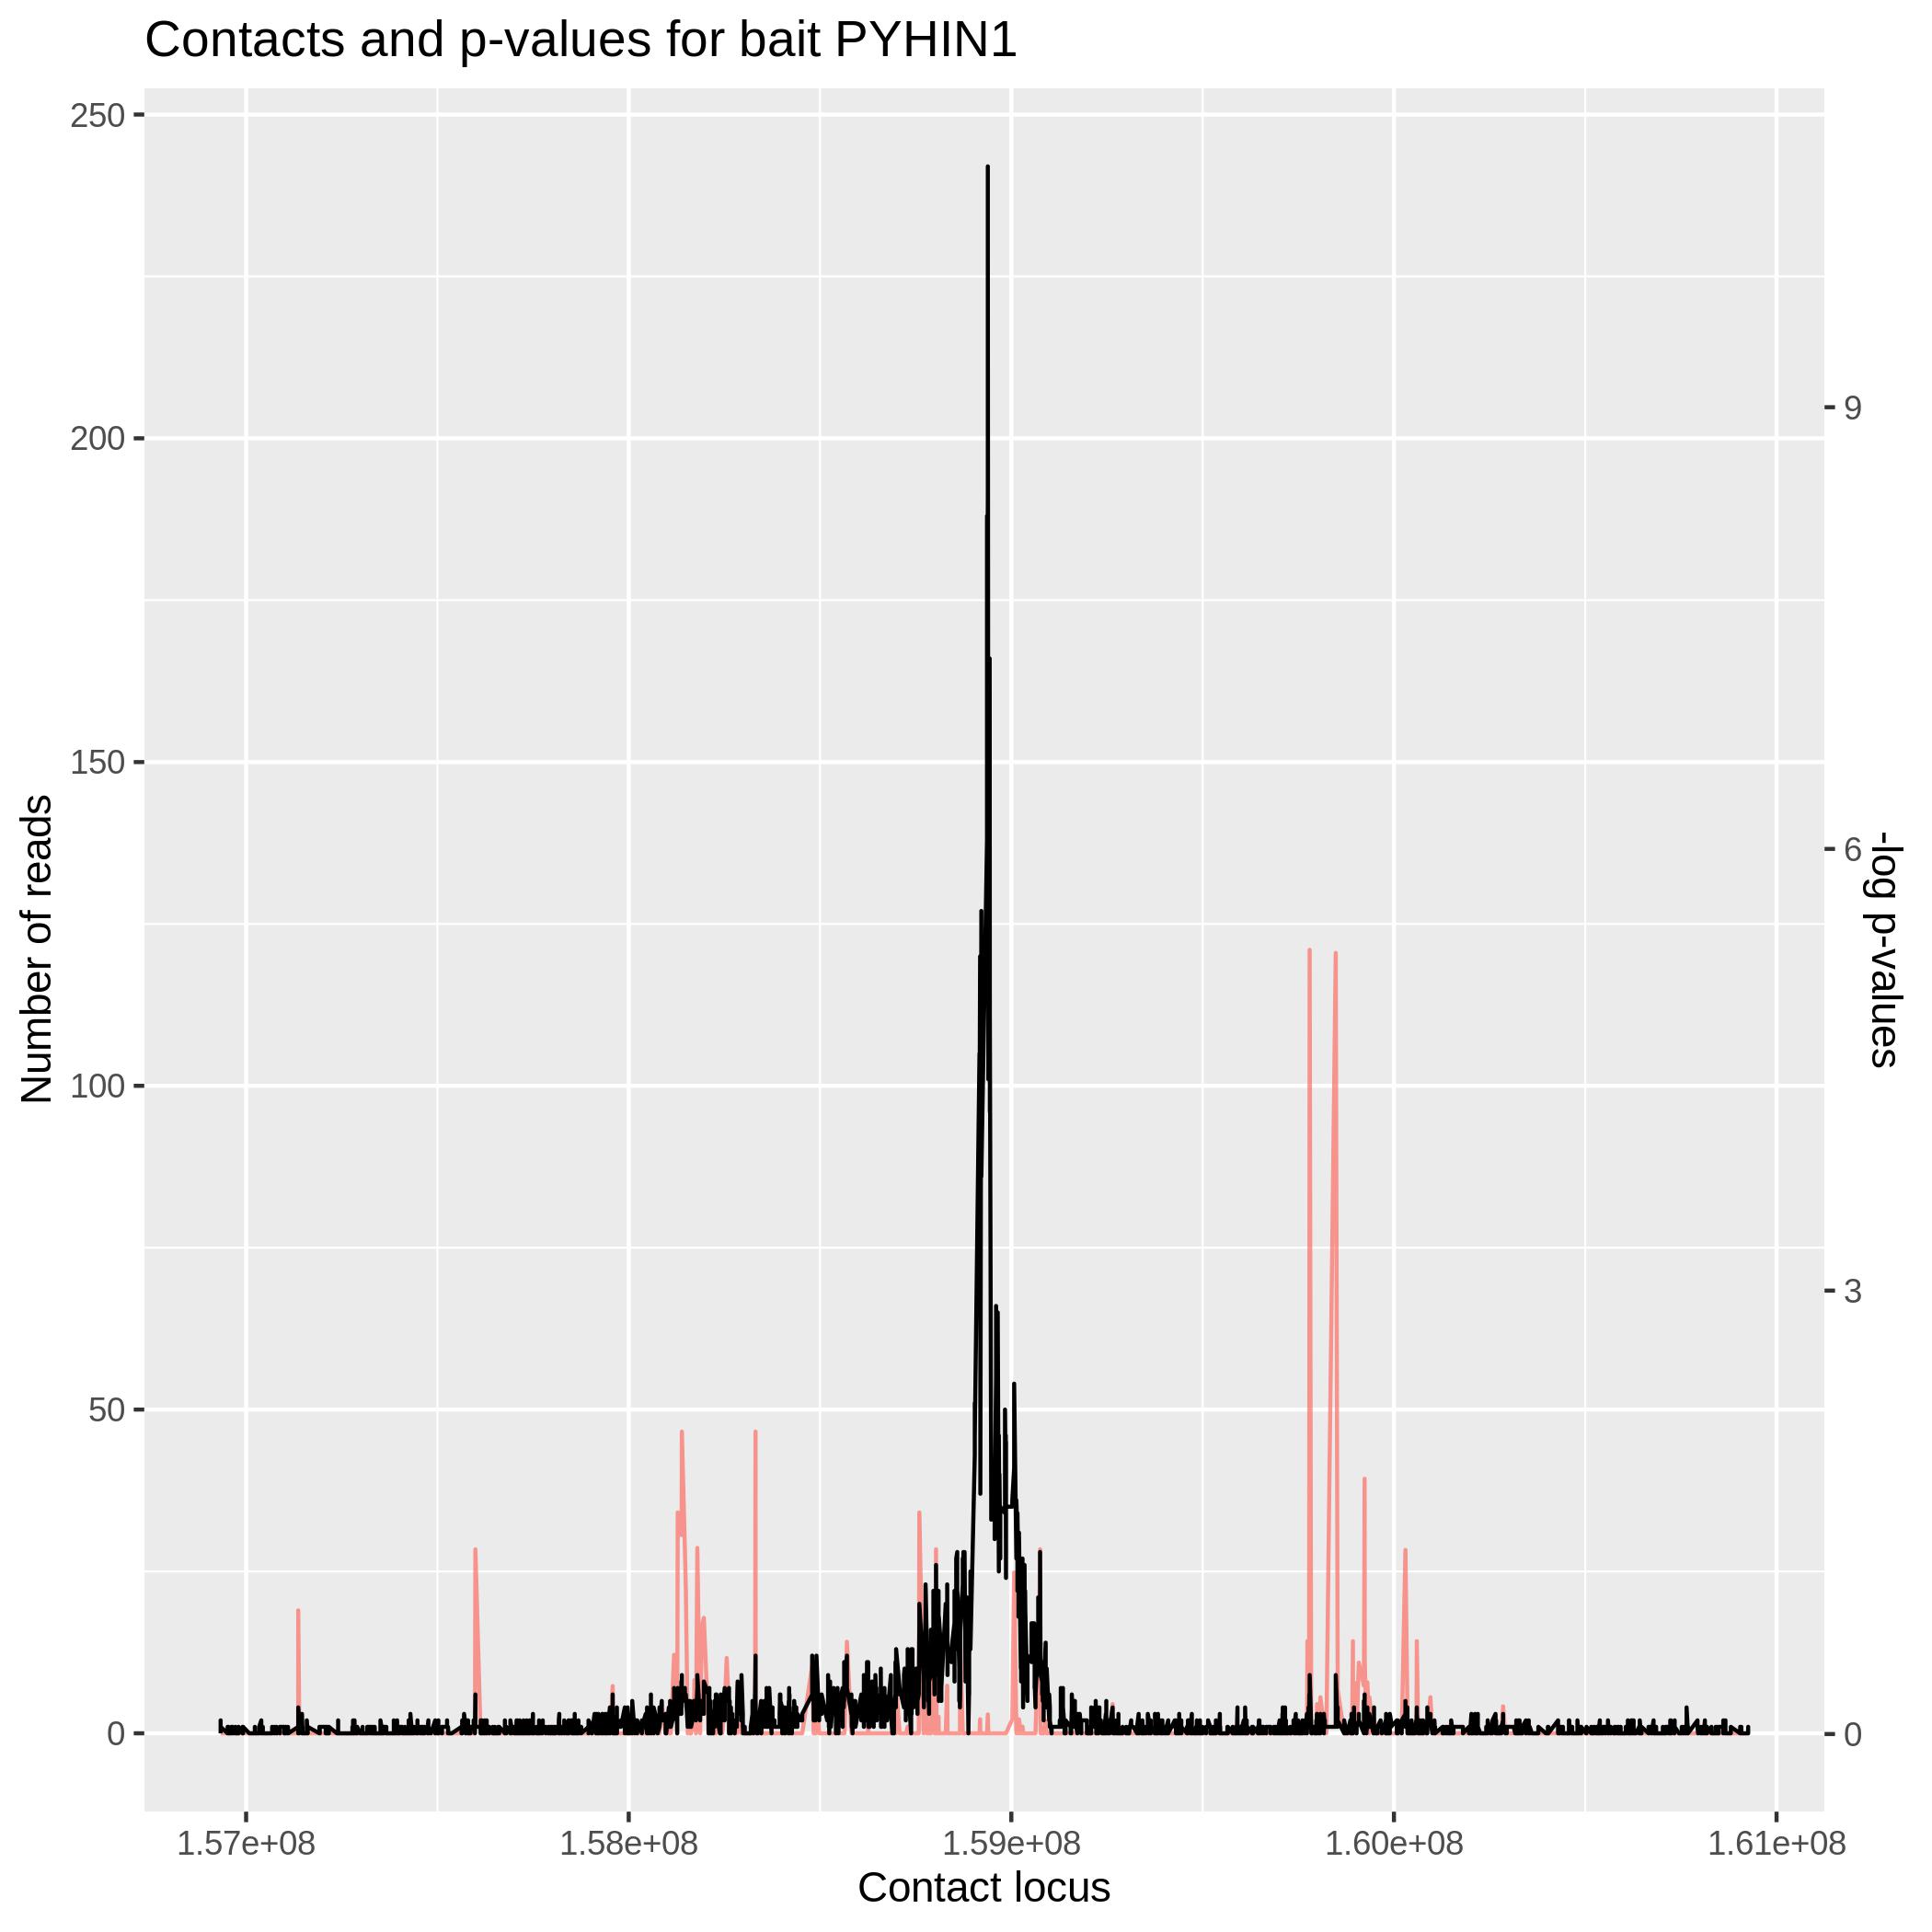 Contacts and p-values for bait PYHIN1
250
200
150
100
50
0
Number of reads
9
6
3
0
-log p-values
1.57e+08
1.58e+08
1.59e+08
1.60e+08
1.61e+08
Contact locus